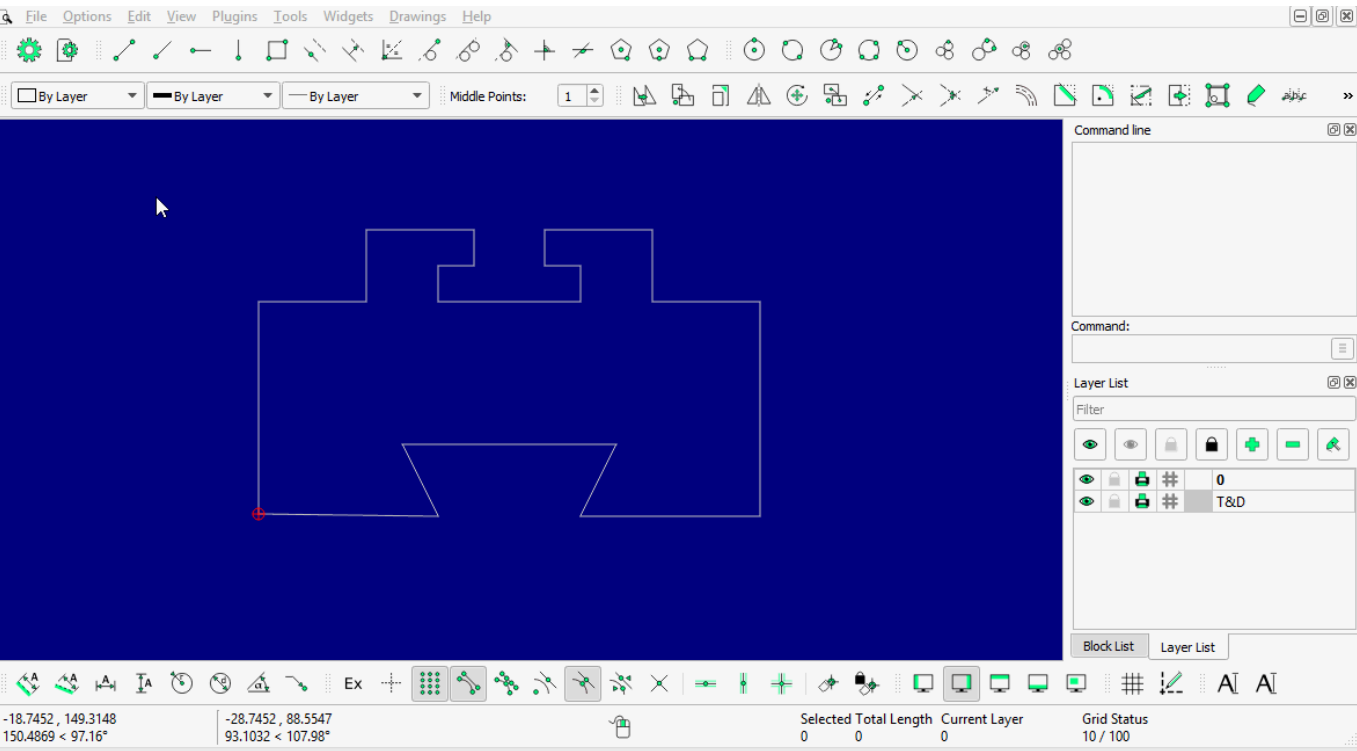 File Options Edit View Plugins Tools Widgets Drawings Help
By Layer By Layer By Layer Middle Points: 1 a͟b͟c »
Command line
Command:
Layer List
Filter
0
T&D
Block List Layer List
A A A A d a Ex AI AI
-18.7452 , 149.3148 -28.7452 , 88.5547 Selected Total Length Current Layer Grid Status
150.4869 < 97.16° 93.1032 < 107.98° 0 0 0 10 / 100